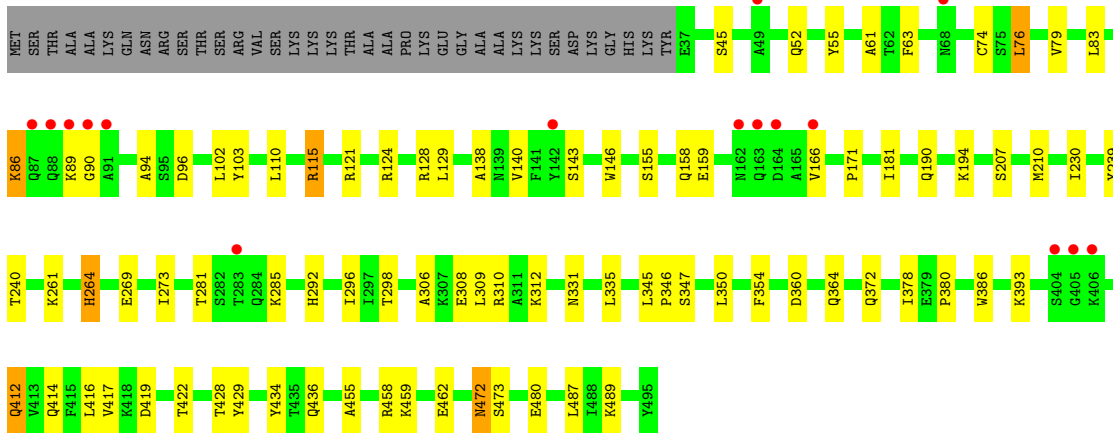 MET SER THR ALA ALA LYS GLN ASN ARG SER THR SER ARG VAL SER LYS LYS LYS THR ALA ALA PRO LYS GLU GLY ALA ALA LYS LYS SER ASP LYS GLY HIS LYS TYR E37 S45 A49 Q52 Y55 A61 T62 F63 N68 C74 S75 L76 V79 L83
K86 Q87 Q88 K89 G90 A91 A94 S95 D96 L102 Y103 L110 R115 R121 R124 R128 L129 A138 N139 V140 F141 Y142 S143 W146 S155 Q158 E159 N162 Q163 D164 A165 V166 P171 I181 Q190 K194 S207 M210 I230 Y239
T240 K261 H264 E269 I273 T281 S282 T283 Q284 K285 H292 I296 I297 T298 A306 K307 E308 L309 R310 A311 K312 N331 L335 L345 P346 S347 L350 F354 D360 Q364 Q372 I378 E379 P380 W386 K393 S404 G405 K406
Q412 V413 Q414 F415 L416 V417 K418 D419 T422 T428 Y429 Y434 T435 Q436 A455 R458 K459 E462 N472 S473 E480 L487 I488 K489 Y495